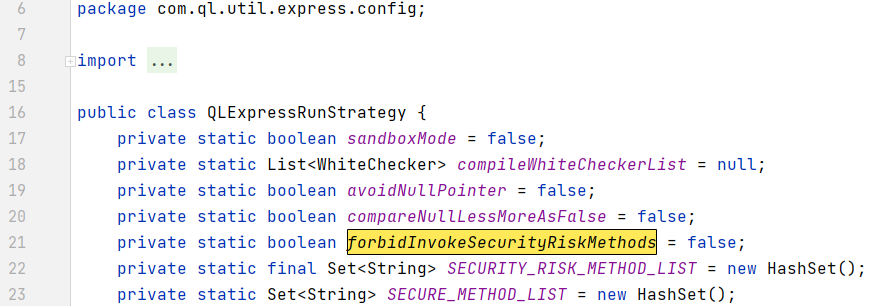 6 package com.ql.util.express.config;
7
8 import ...
15
16 public class QLExpressRunStrategy {
17 private static boolean sandboxMode = false;
18 private static List<WhiteChecker> compileWhiteCheckerList = null;
19 private static boolean avoidNullPointer = false;
20 private static boolean compareNullLessMoreAsFalse = false;
21 private static boolean forbidInvokeSecurityRiskMethods = false;
22 private static final Set<String> SECURITY_RISK_METHOD_LIST = new HashSet();
23 private static Set<String> SECURE_METHOD_LIST = new HashSet();